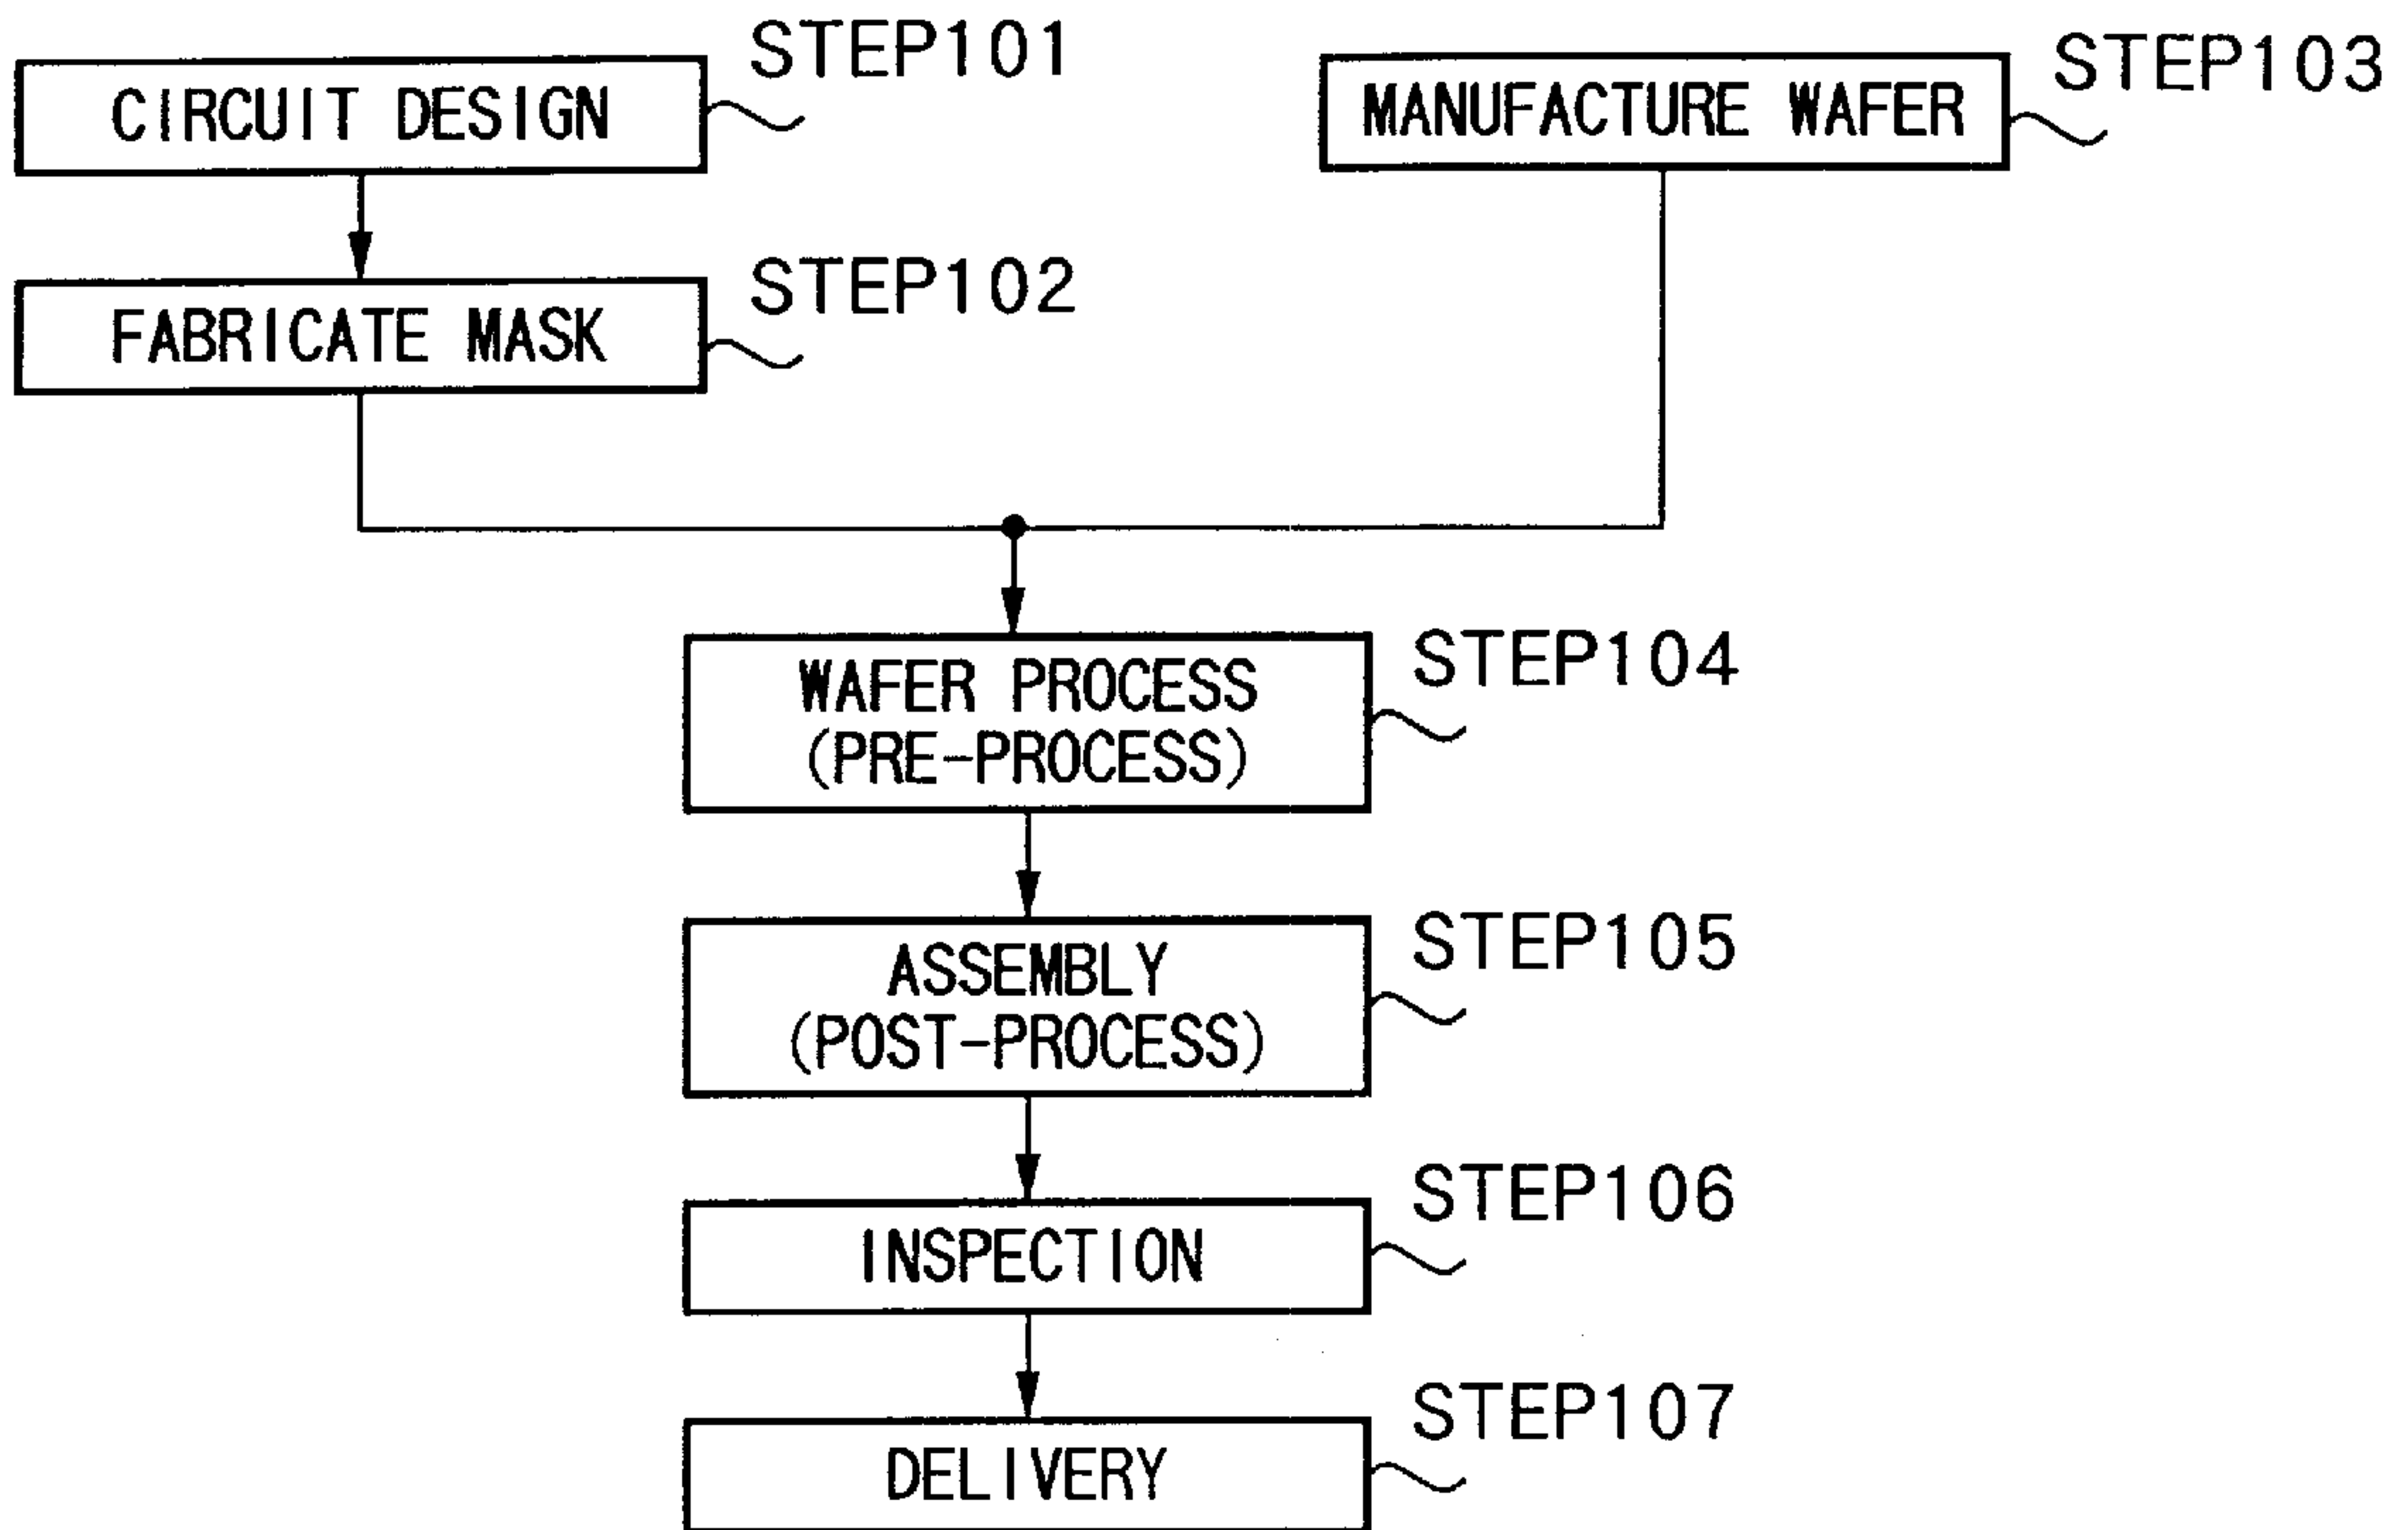 STEP101
CIRCUIT DESIGN
STEP103
MANUFACTURE WAFER
STEP102
FABRICATE MASK
STEP104
WAFER PROCESS
(PRE-PROCESS)
STEP105
ASSEMBLY
(POST-PROCESS)
STEP106
INSPECTION
STEP107
DELIVERY